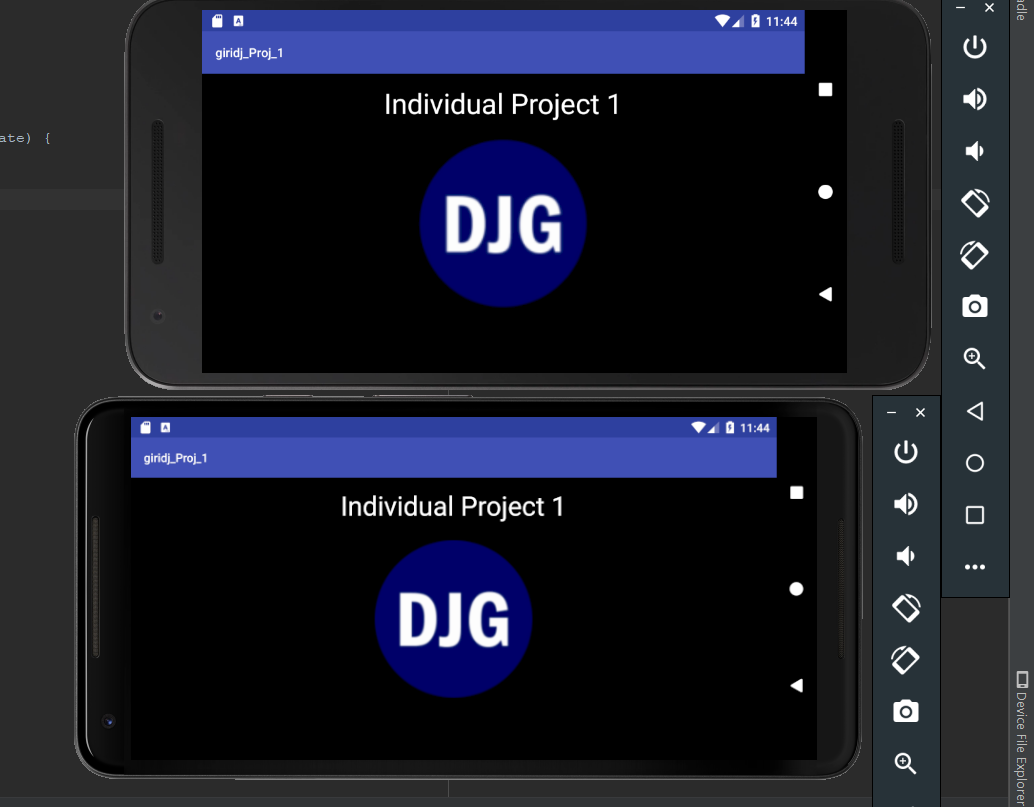 dle
11:44
giridj_Proj_1
Individual Project 1
ate) {
DJG
11:44
giridj_Proj_1
Individual Project 1
DJG
Device File Explorer